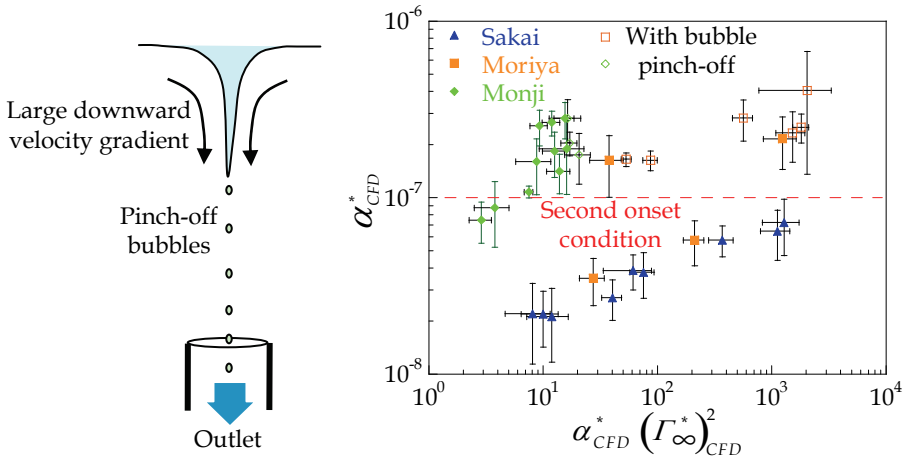 Large downward
velocity gradient
Pinch-off
bubbles
Outlet
α*CFD
10⁻⁶
10⁻⁷
10⁻⁸
Sakai
Moriya
Monji
With bubble
pinch-off
Second onset
condition
10⁰ 10¹ 10² 10³ 10⁴
α*CFD (Γ*∞)²CFD